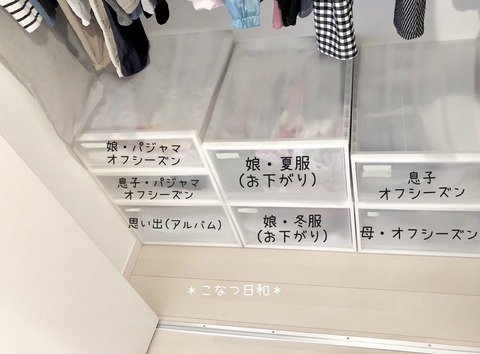 娘・パジャマ
オフシーズン
息子・パジャマ
オフシーズン
思い出(アルバム)
娘・夏服
(お下がり)
娘・冬服
(お下がり)
息子
オフシーズン
母・オフシーズン
*こなつ日和*